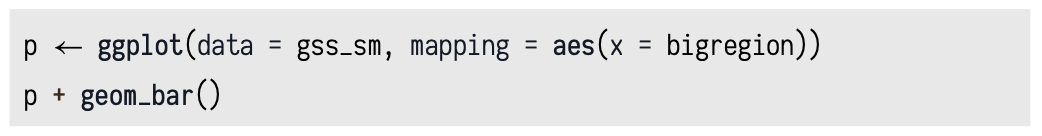 p ← ggplot(data = gss_sm, mapping = aes(x = bigregion))
p + geom_bar()